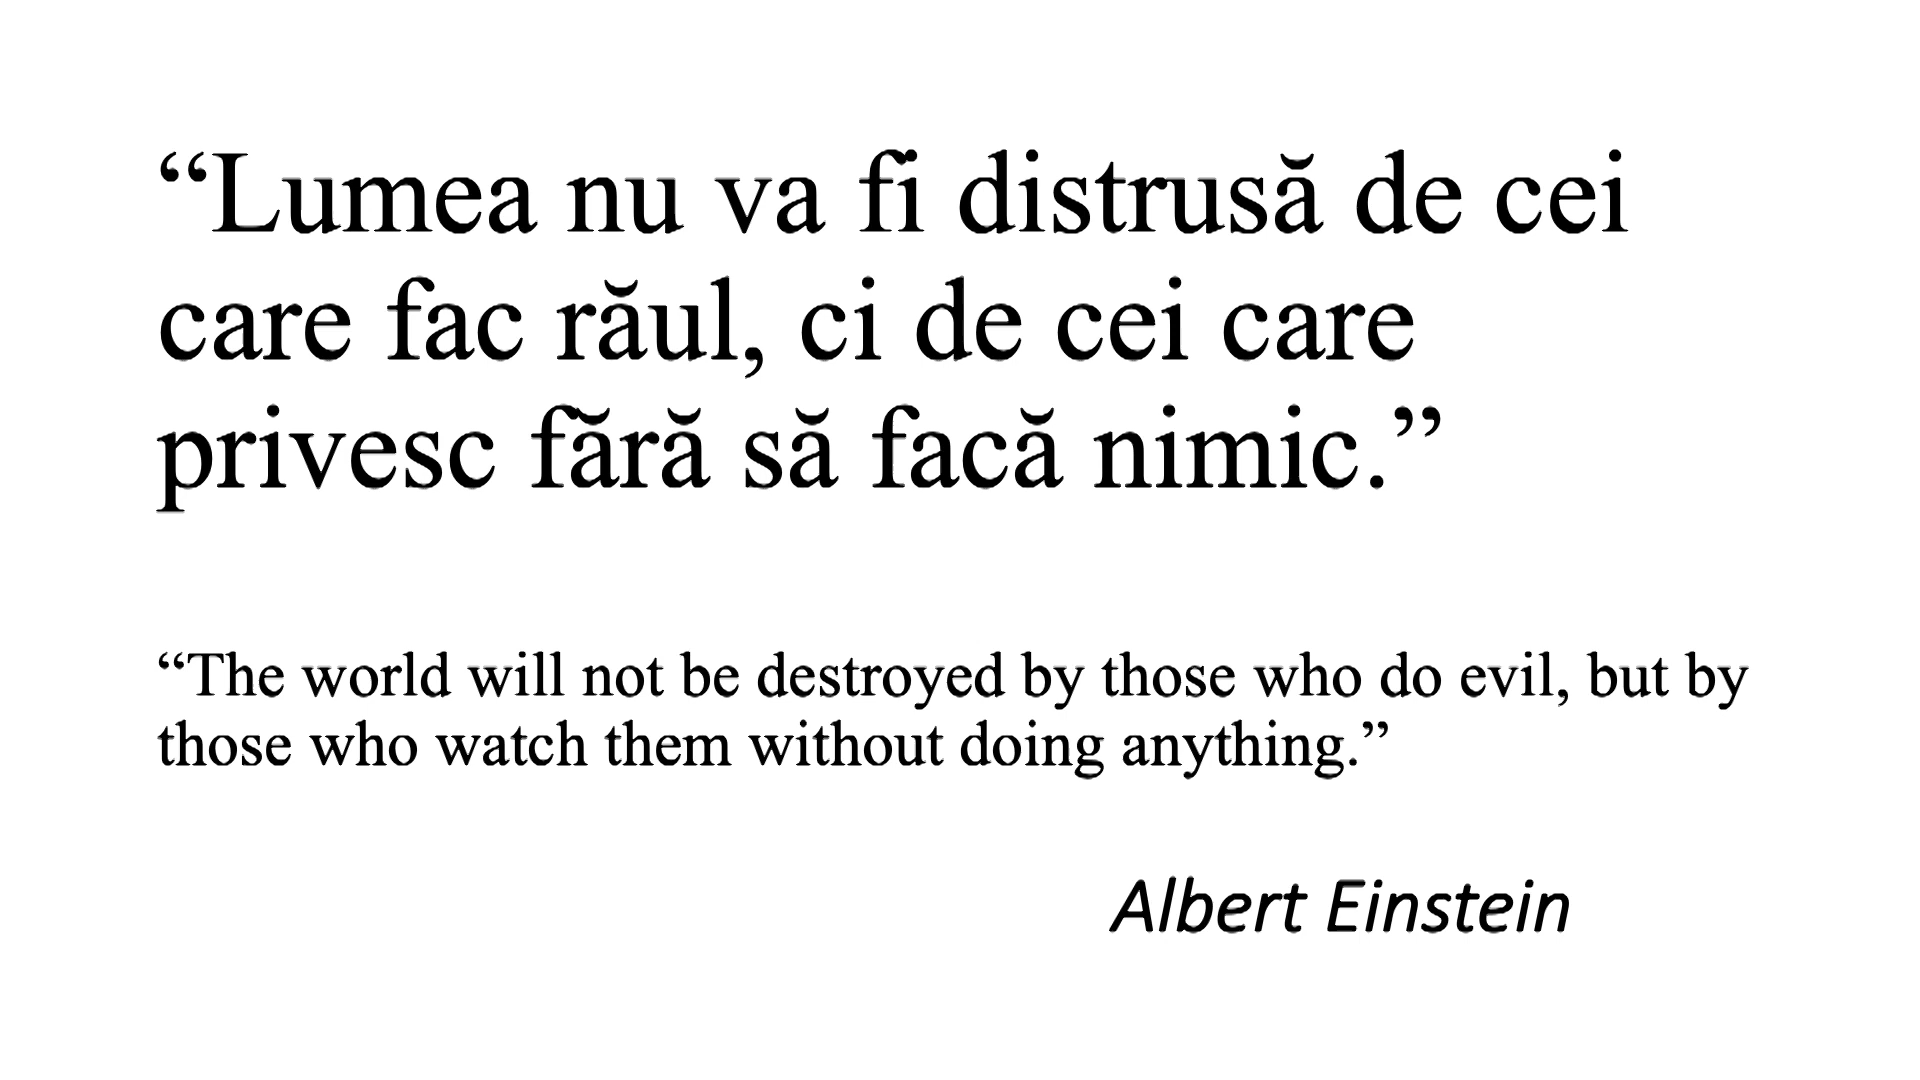 “Lumea nu va fi distrusă de cei
care fac răul, ci de cei care
privesc fără să facă nimic.”
“The world will not be destroyed by those who do evil, but by
those who watch them without doing anything.”
Albert Einstein